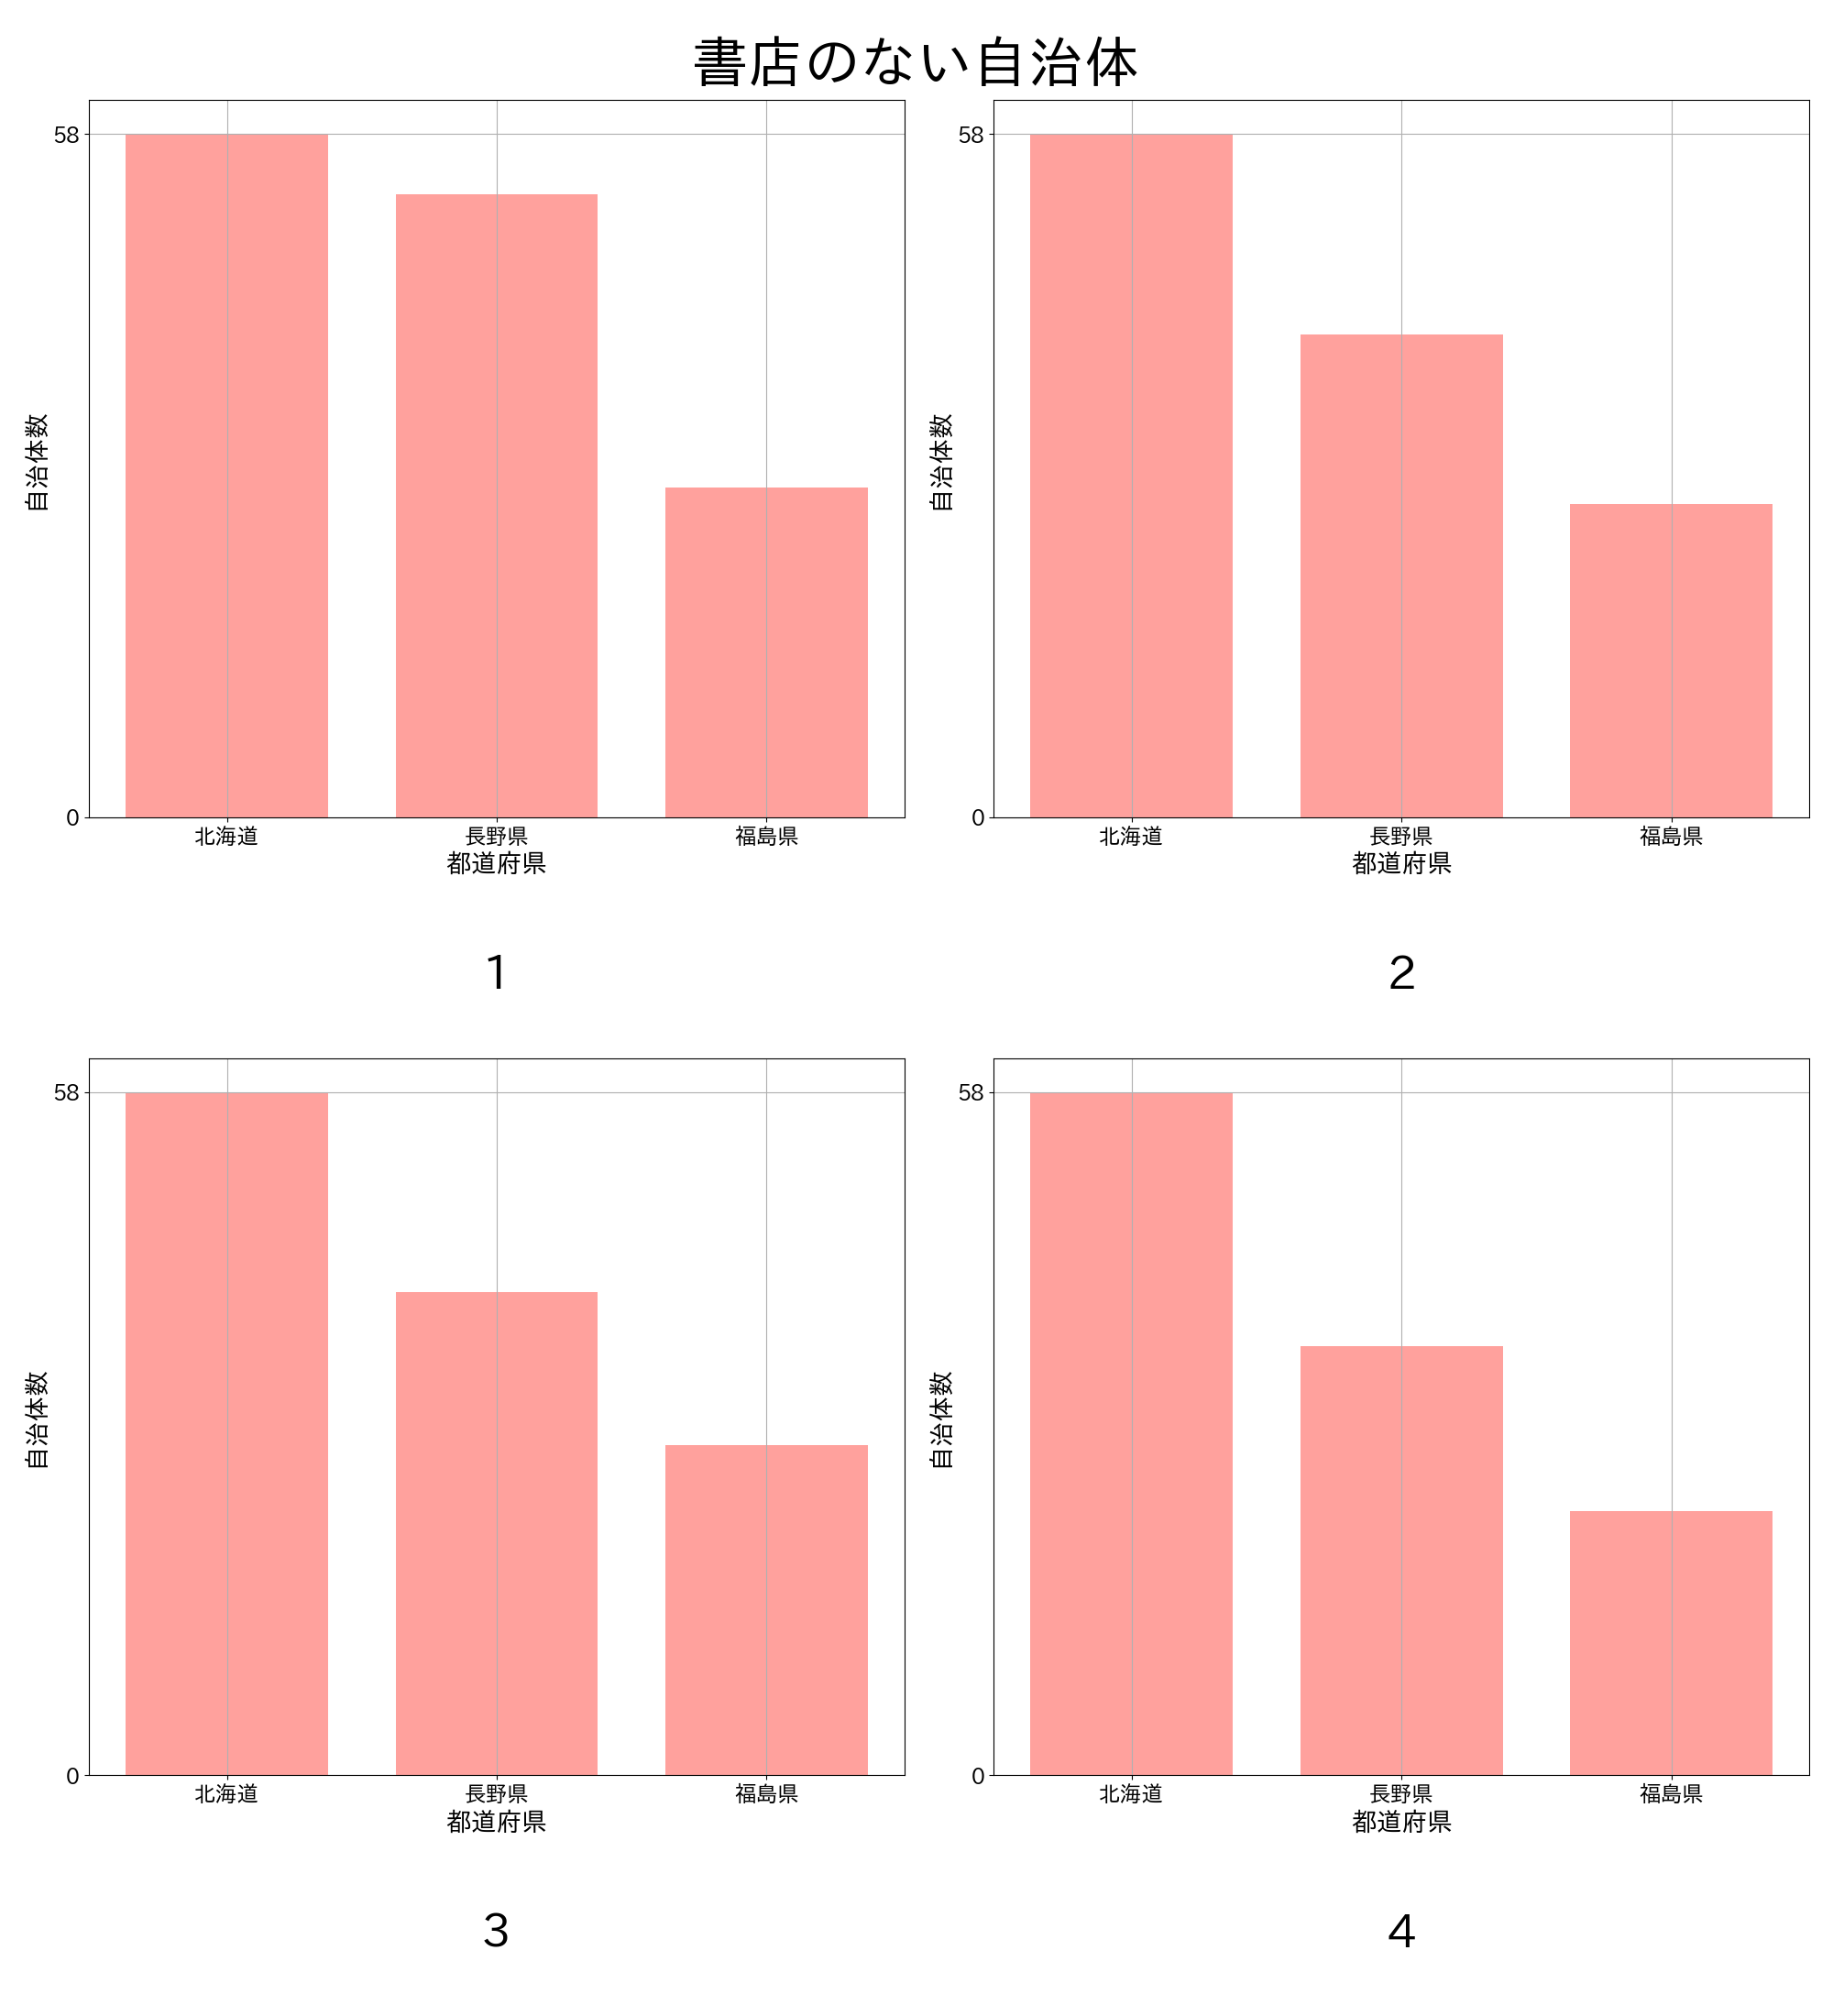 書店のない自治体
58
0
自治体数
北海道 長野県 福島県
都道府県
1
58
0
自治体数
北海道 長野県 福島県
都道府県
2
58
0
自治体数
北海道 長野県 福島県
都道府県
3
58
0
自治体数
北海道 長野県 福島県
都道府県
4